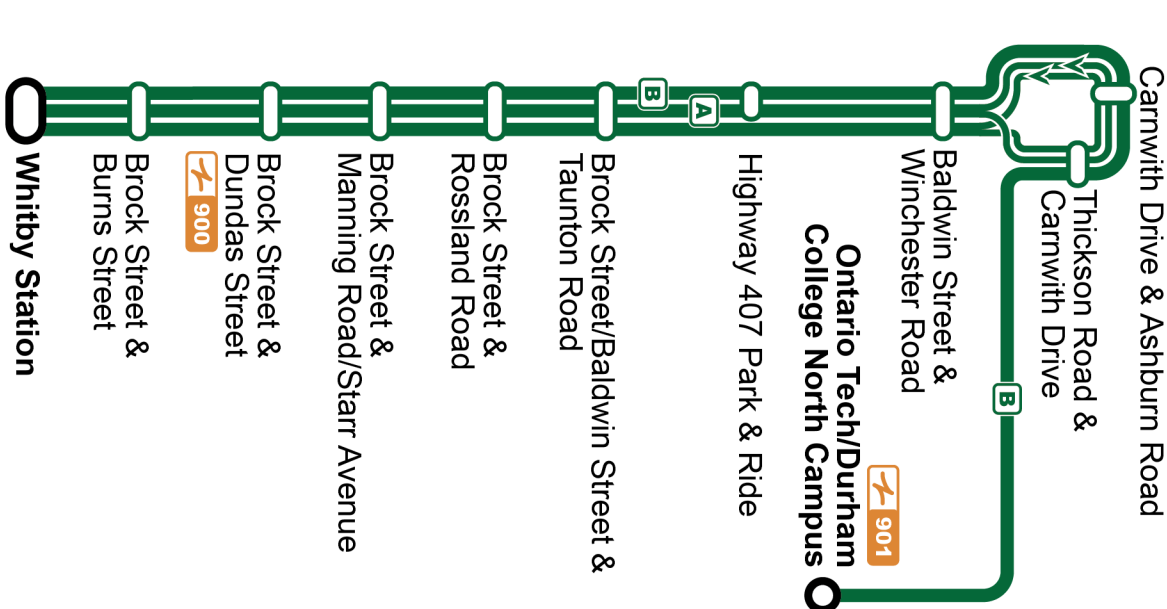 Carnwith Drive & Ashburn Road
Thickson Road &
Carnwith Drive
B
Baldwin Street &
Winchester Road
901
Ontario Tech/Durham
College North Campus
Highway 407 Park & Ride
A
B
Brock Street/Baldwin Street &
Taunton Road
Brock Street &
Rossland Road
Brock Street &
Manning Road/Starr Avenue
Brock Street &
Dundas Street
900
Brock Street &
Burns Street
Whitby Station